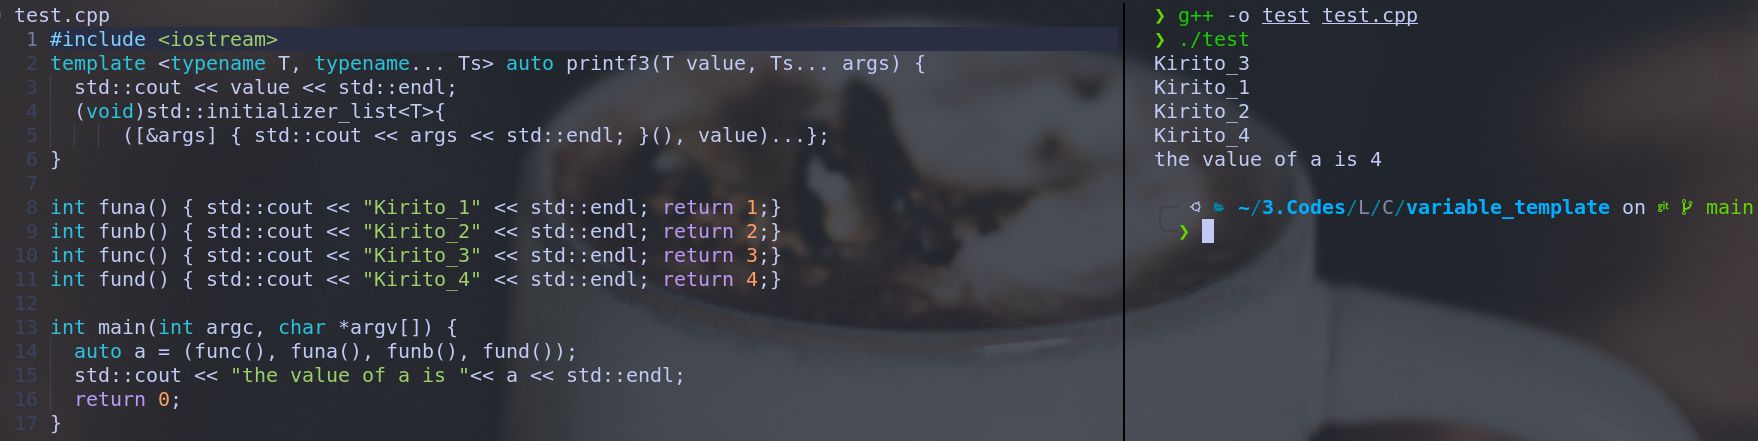 test.cpp
1 #include <iostream>
2 template <typename T, typename... Ts> auto printf3(T value, Ts... args) {
3   std::cout << value << std::endl;
4   (void)std::initializer_list<T>{
5       ([&args] { std::cout << args << std::endl; }(), value)...};
6 }
7
8 int funa() { std::cout << "Kirito_1" << std::endl; return 1;}
9 int funb() { std::cout << "Kirito_2" << std::endl; return 2;}
10 int func() { std::cout << "Kirito_3" << std::endl; return 3;}
11 int fund() { std::cout << "Kirito_4" << std::endl; return 4;}
12
13 int main(int argc, char *argv[]) {
14   auto a = (func(), funa(), funb(), fund());
15   std::cout << "the value of a is "<< a << std::endl;
16   return 0;
17 }
❯ g++ -o test test.cpp
❯ ./test
Kirito_3
Kirito_1
Kirito_2
Kirito_4
the value of a is 4
~/3.Codes/L/C/variable_template on git main
❯